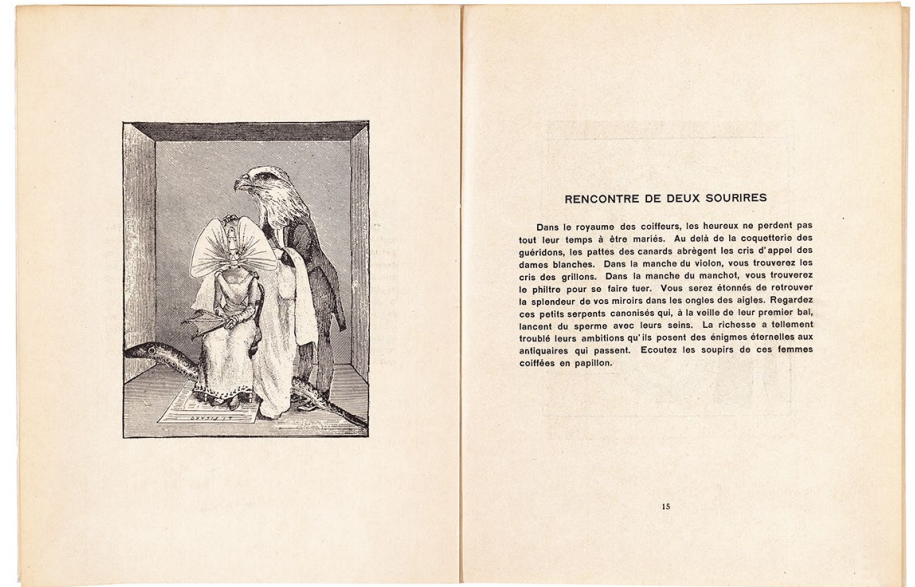 RENCONTRE DE DEUX SOURIRES
Dans le royaume des coiffeurs, les heureux ne perdent pas
tout leur temps à être mariés. Au delà de la coquetterie des
guéridons, les pattes des canards abrègent les cris d'appel des
dames blanches. Dans la manche du violon, vous trouverez les
cris des grillons. Dans la manche du manchot, vous trouverez
le philtre pour se faire tuer. Vous serez étonnés de retrouver
la splendeur de vos miroirs dans les ongles des aigles. Regardez
ces petits serpents canonisés qui, à la veille de leur premier bal,
lancent du sperme avec leurs seins. La richesse a tellement
troublé leurs ambitions qu'ils posent des énigmes éternelles aux
antiquaires qui passent. Ecoutez les soupirs de ces femmes
coiffées en papillon.
15